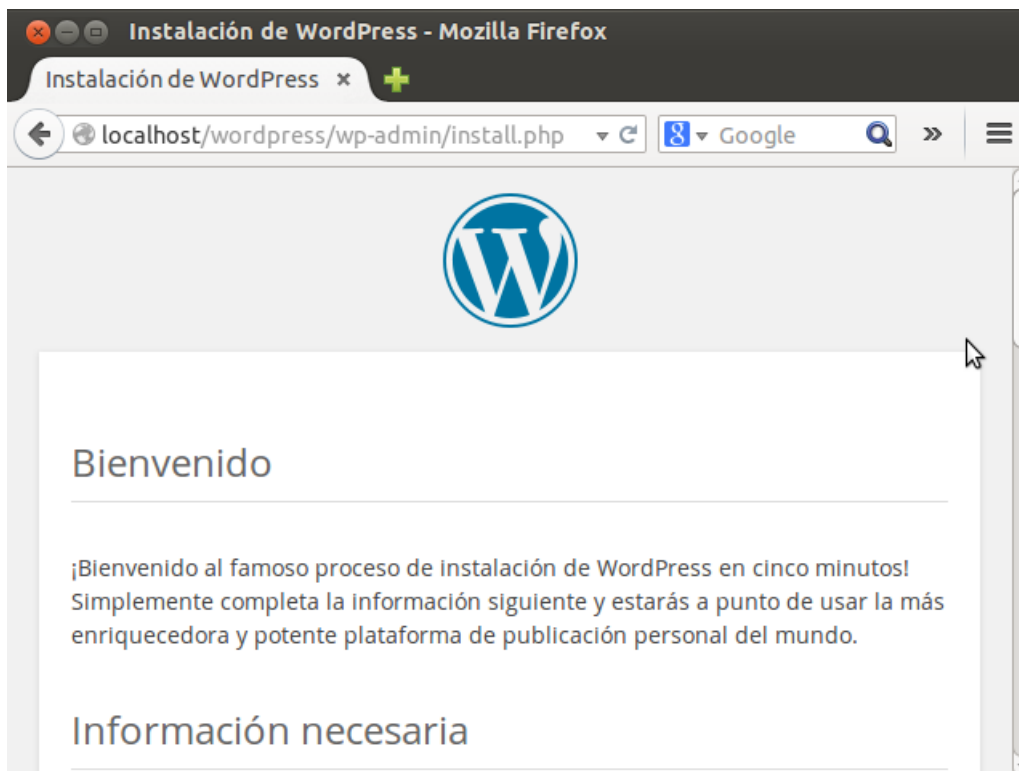 Instalación de WordPress - Mozilla Firefox
Instalación de WordPress
localhost/wordpress/wp-admin/install.php
8 Google
W
Bienvenido
¡Bienvenido al famoso proceso de instalación de WordPress en cinco minutos!
Simplemente completa la información siguiente y estarás a punto de usar la más
enriquecedora y potente plataforma de publicación personal del mundo.
Información necesaria